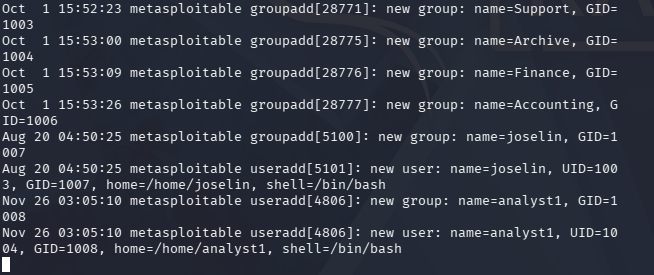 Oct  1 15:52:23 metasploitable groupadd[28771]: new group: name=Support, GID=
1003
Oct  1 15:53:00 metasploitable groupadd[28775]: new group: name=Archive, GID=
1004
Oct  1 15:53:09 metasploitable groupadd[28776]: new group: name=Finance, GID=
1005
Oct  1 15:53:26 metasploitable groupadd[28777]: new group: name=Accounting, G
ID=1006
Aug 20 04:50:25 metasploitable groupadd[5100]: new group: name=joselin, GID=1
007
Aug 20 04:50:25 metasploitable useradd[5101]: new user: name=joselin, UID=100
3, GID=1007, home=/home/joselin, shell=/bin/bash
Nov 26 03:05:10 metasploitable useradd[4806]: new group: name=analyst1, GID=1
008
Nov 26 03:05:10 metasploitable useradd[4806]: new user: name=analyst1, UID=10
04, GID=1008, home=/home/analyst1, shell=/bin/bash